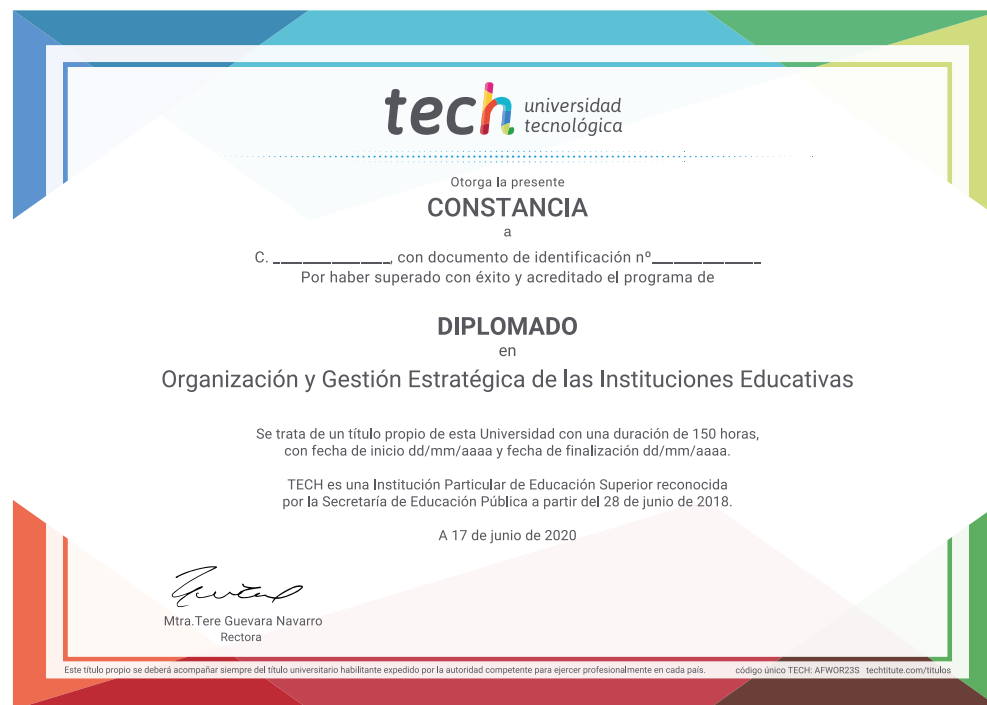 tech universidad
tecnológica
Otorga la presente
CONSTANCIA
a
C. ________________, con documento de identificación nº_______________
Por haber superado con éxito y acreditado el programa de
DIPLOMADO
en
Organización y Gestión Estratégica de las Instituciones Educativas
Se trata de un título propio de esta Universidad con una duración de 150 horas,
con fecha de inicio dd/mm/aaaa y fecha de finalización dd/mm/aaaa.
TECH es una Institución Particular de Educación Superior reconocida
por la Secretaría de Educación Pública a partir del 28 de junio de 2018.
A 17 de junio de 2020
Mtra.Tere Guevara Navarro
Rectora
Este título propio se deberá acompañar siempre del título universitario habilitante expedido por la autoridad competente para ejercer profesionalmente en cada país. código único TECH: AFWOR23S techtitute.com/titulos